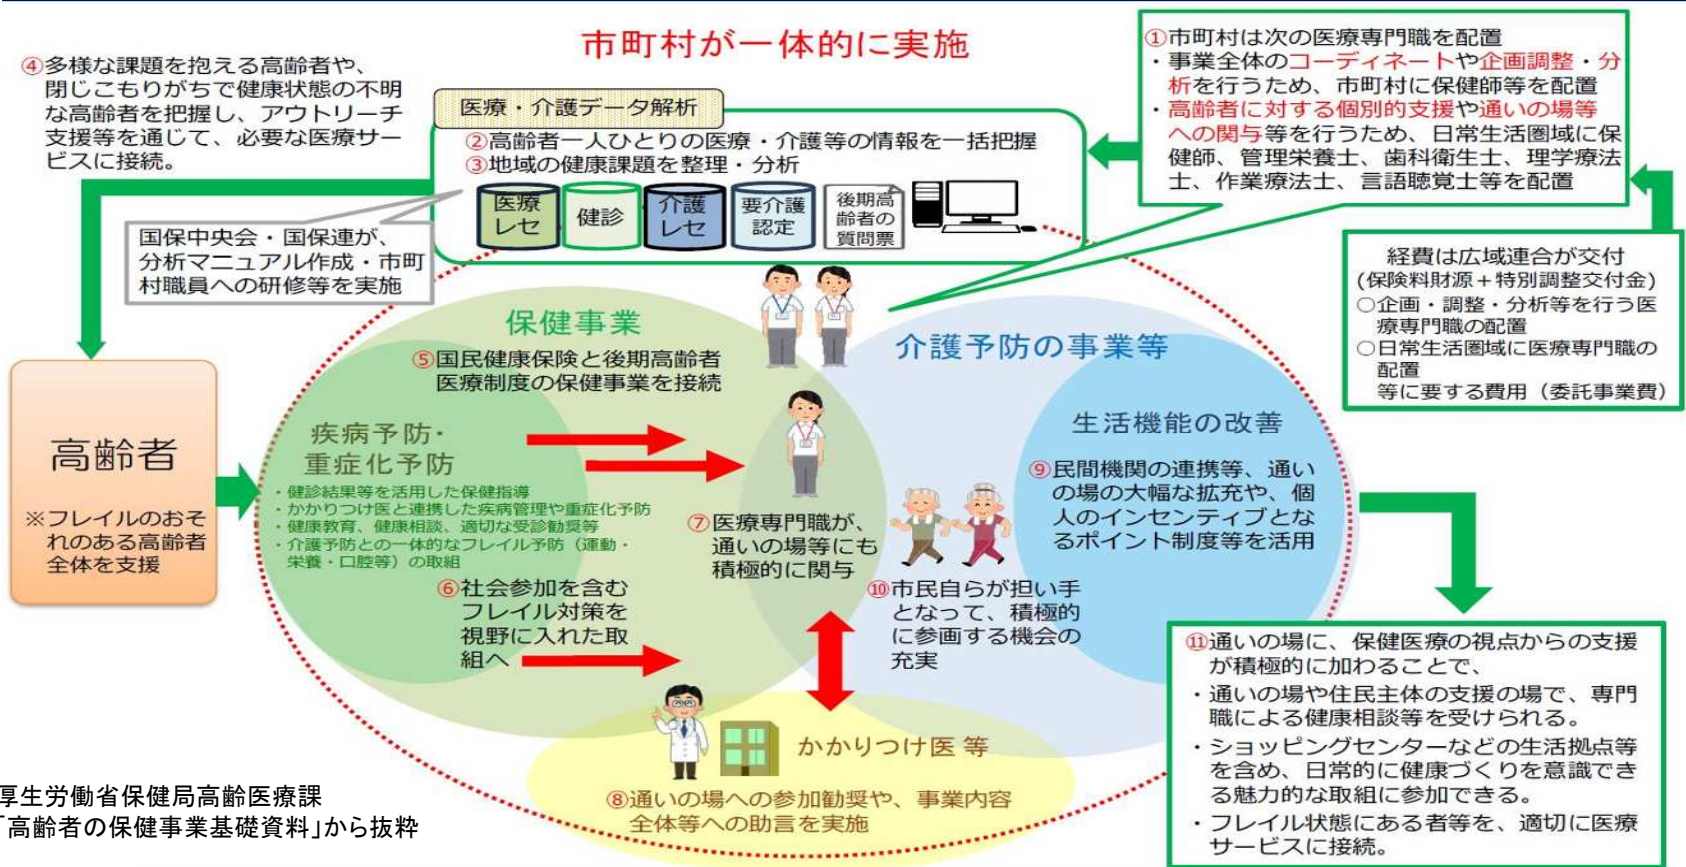 市町村が一体的に実施
④多様な課題を抱える高齢者や、
閉じこもりがちで健康状態の不明
な高齢者を把握し、アウトリーチ
支援等を通じて、必要な医療サー
ビスに接続。
医療・介護データ解析
②高齢者一人ひとりの医療・介護等の情報を一括把握
③地域の健康課題を整理・分析
医療
レセ
健診
介護
レセ
要介護
認定
後期高
齢者の
質問票
①市町村は次の医療専門職を配置
・事業全体のコーディネートや企画調整・分
析を行うため、市町村に保健師等を配置
・高齢者に対する個別的支援や通いの場等
への関与等を行うため、日常生活圏域に保
健師、管理栄養士、歯科衛生士、理学療法
士、作業療法士、言語聴覚士等を配置
国保中央会・国保連が、
分析マニュアル作成・市町
村職員への研修等を実施
経費は広域連合が交付
(保険料財源＋特別調整交付金)
○企画・調整・分析等を行う医
療専門職の配置
○日常生活圏域に医療専門職の
配置
等に要する費用（委託事業費）
保健事業
⑤国民健康保険と後期高齢者
医療制度の保健事業を接続
介護予防の事業等
高齢者
※フレイルのおそ
れのある高齢者
全体を支援
疾病予防・
重症化予防
・健診結果等を活用した保健指導
・かかりつけ医と連携した疾病管理や重症化予防
・健康教育、健康相談、適切な受診勧奨等
・介護予防との一体的なフレイル予防（運動・
栄養・口腔等）の取組
⑥社会参加を含む
フレイル対策を
視野に入れた取
組へ
⑦医療専門職が、
通いの場等にも
積極的に関与
生活機能の改善
⑨民間機関の連携等、通い
の場の大幅な拡充や、個
人のインセンティブとな
るポイント制度等を活用
⑩市民自らが担い手
となって、積極的
に参画する機会の
充実
かかりつけ医 等
⑧通いの場への参加勧奨や、事業内容
全体等への助言を実施
⑪通いの場に、保健医療の視点からの支援
が積極的に加わることで、
・通いの場や住民主体の支援の場で、専門
職による健康相談等を受けられる。
・ショッピングセンターなどの生活拠点等
を含め、日常的に健康づくりを意識でき
る魅力的な取組に参加できる。
・フレイル状態にある者等を、適切に医療
サービスに接続。
厚生労働省保健局高齢医療課
「高齢者の保健事業基礎資料」から抜粋